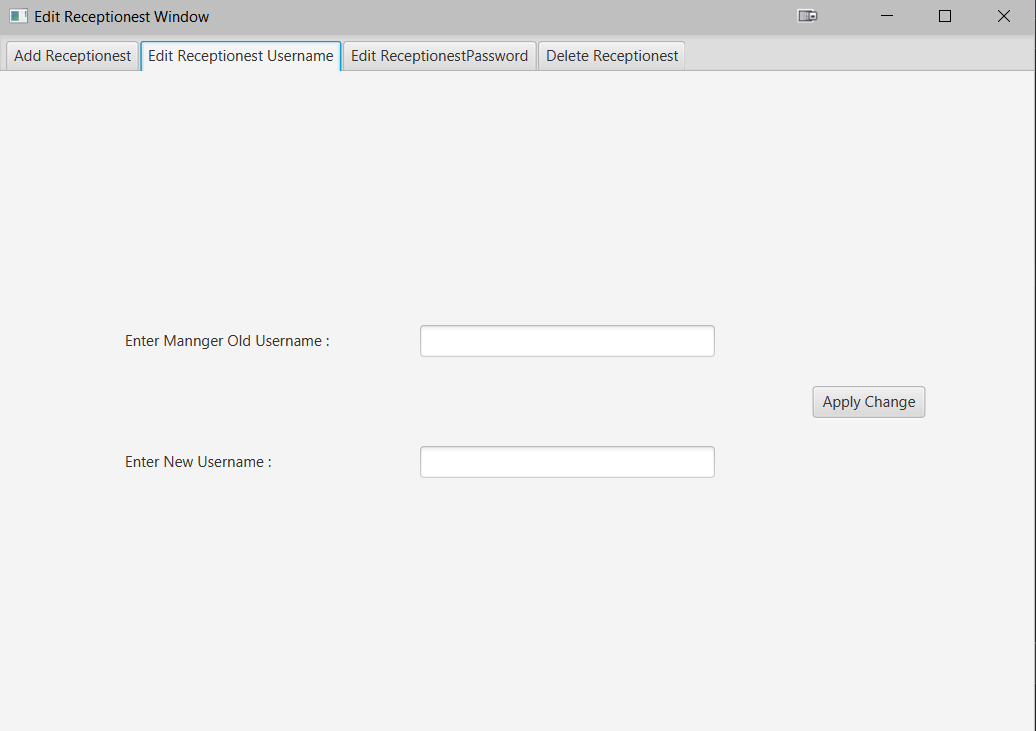 Edit Receptionest Window
Add Receptionest Edit Receptionest Username Edit ReceptionestPassword Delete Receptionest
Enter Mannger Old Username :
Apply Change
Enter New Username :